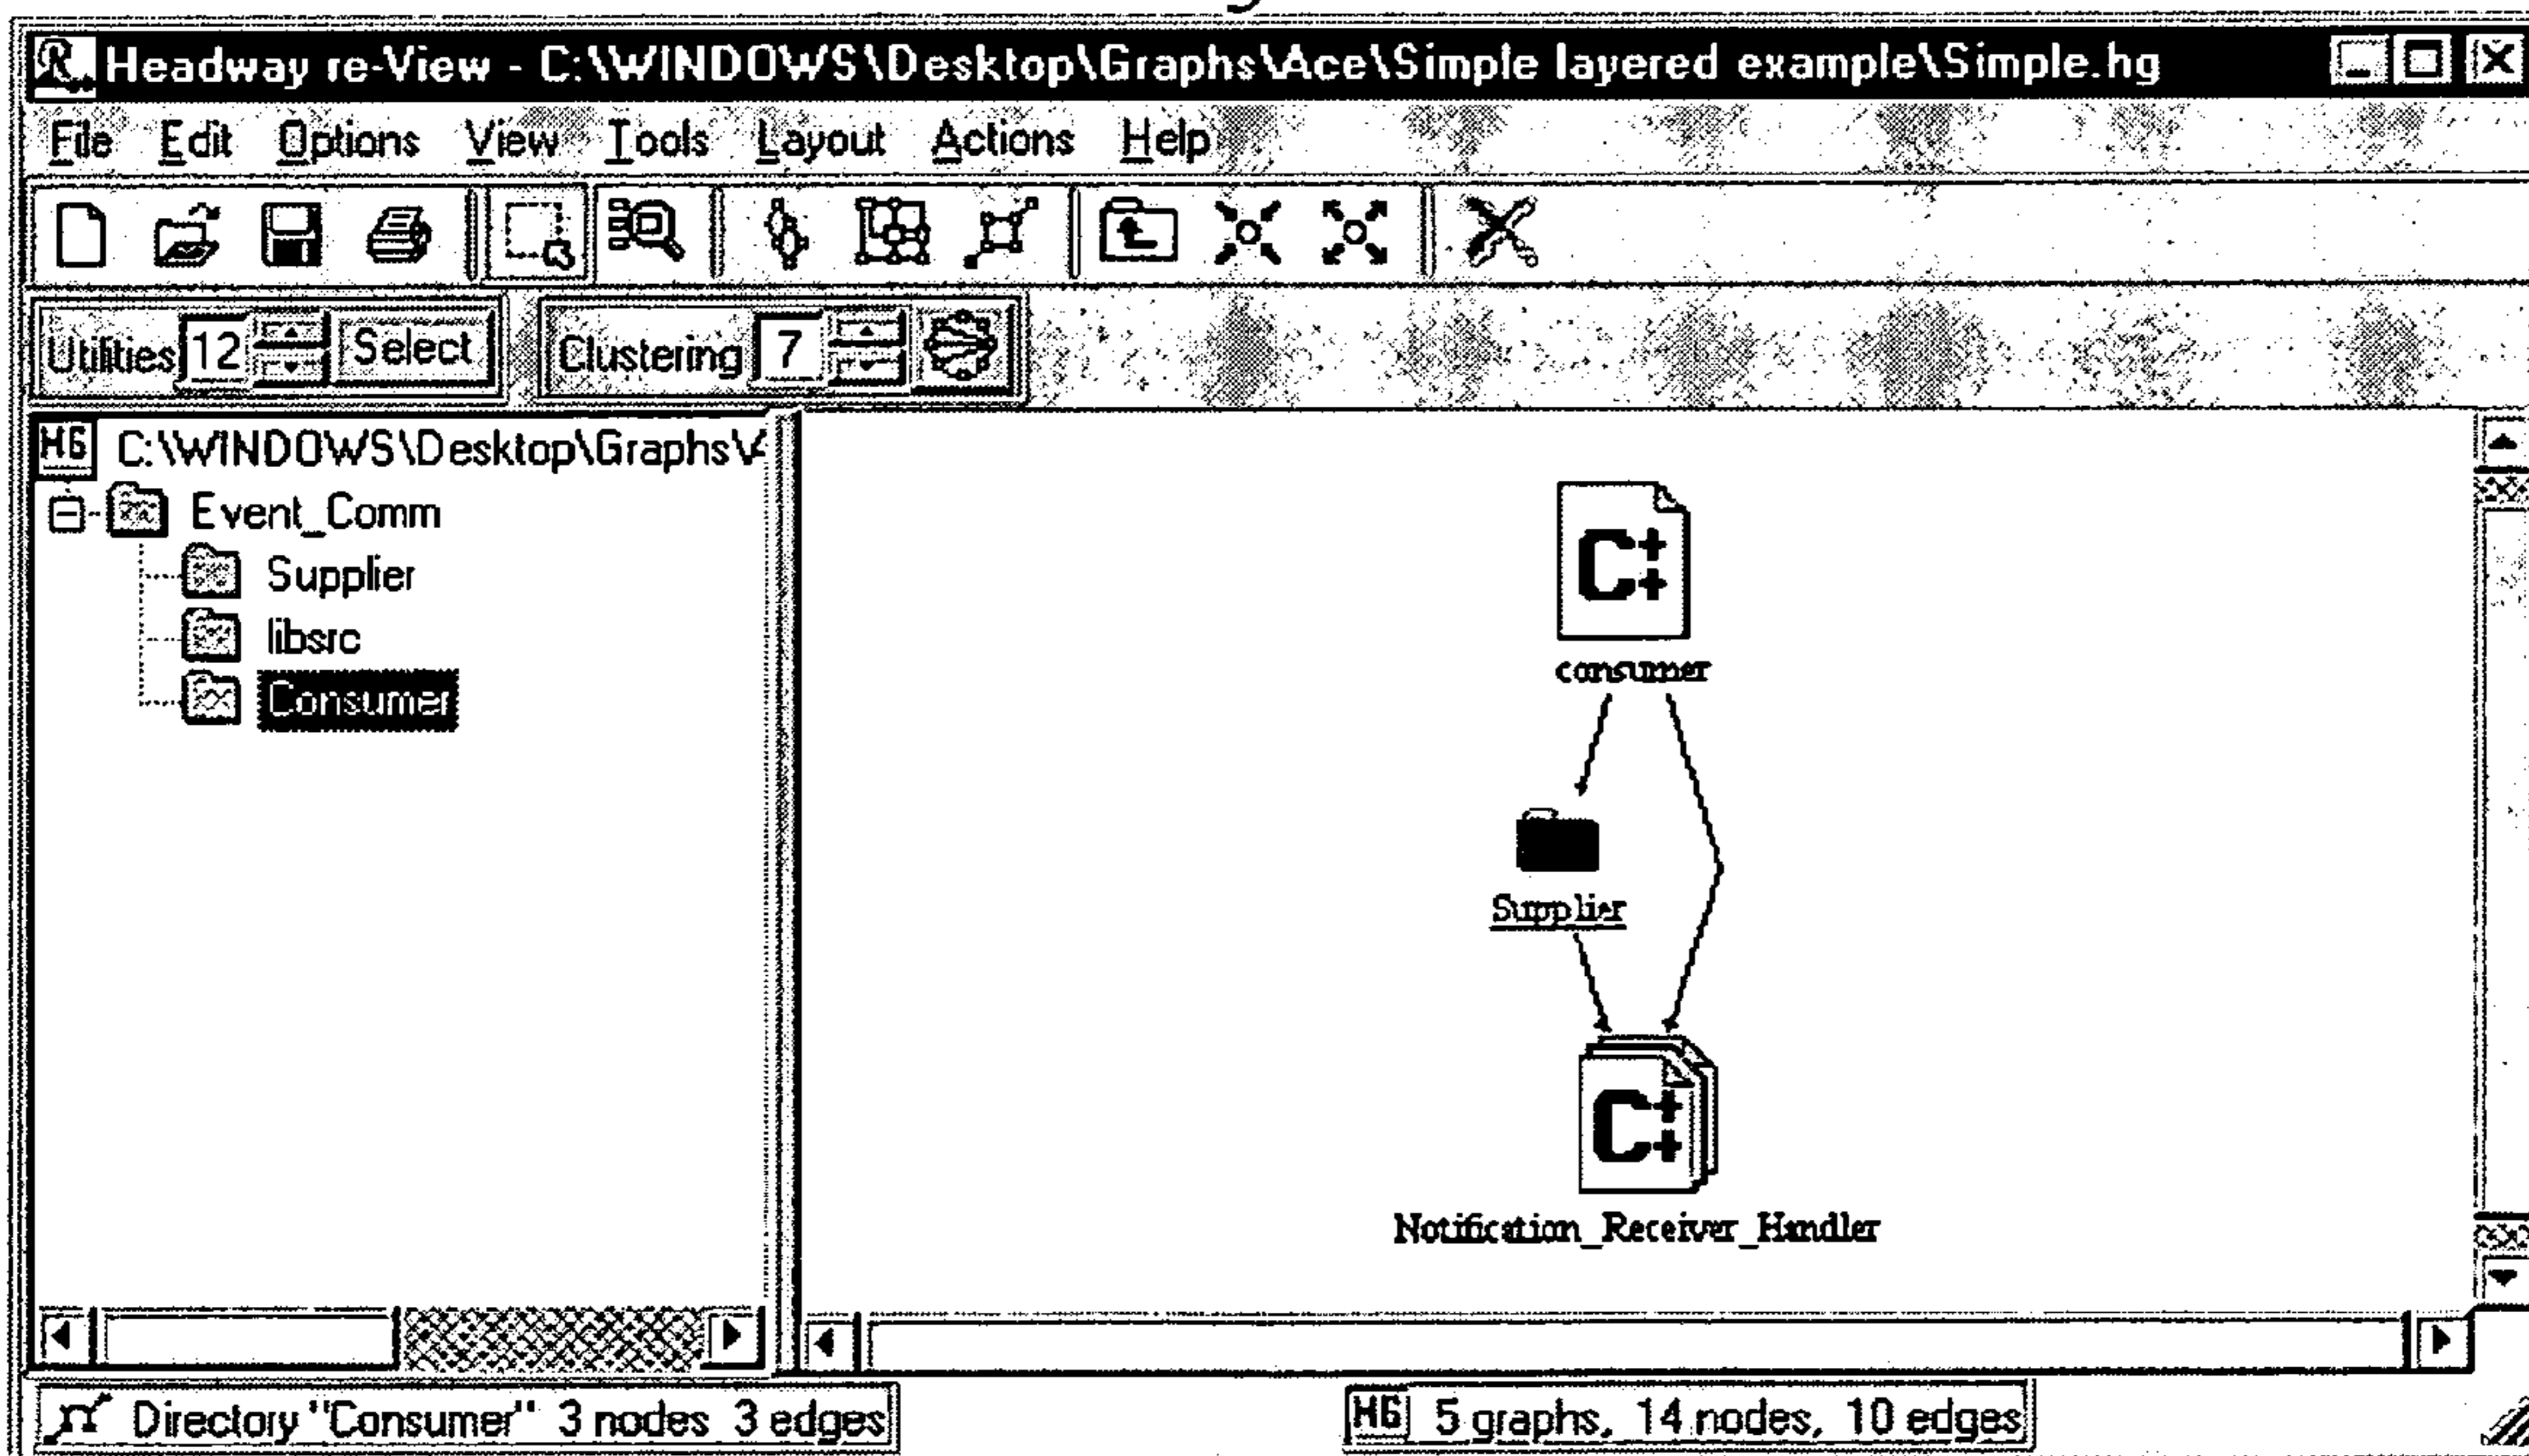 Headway re-View - C:\WINDOWS\Desktop\Graphs\Ace\Simple layered example\Simple.hg
File Edit Options View Tools Layout Actions Help
Utilities 12 Select Clustering 7
HG C:\WINDOWS\Desktop\Graphs\
Event_Comm
Supplier
libsrc
Consumer
C++
consumer
Supplier
C++
Notification_Receiver_Handler
Directory "Consumer" 3 nodes 3 edges
HG 5 graphs, 14 nodes, 10 edges